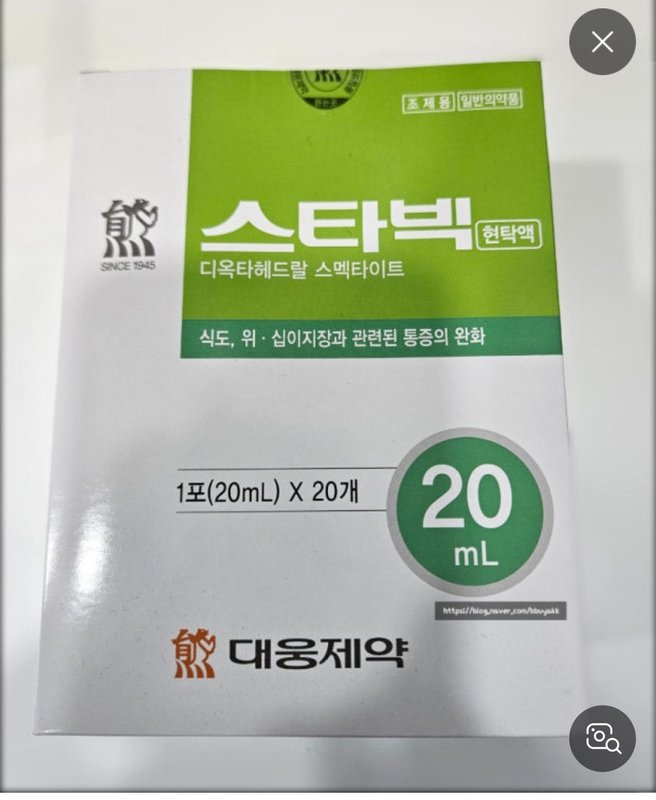 조제용 일반의약품
스타빅 현탁액
디옥타헤드랄 스멕타이트
SINCE 1945
식도, 위·십이지장과 관련된 통증의 완화
1포(20mL) X 20개
20
mL
https://blog.naver.com/bbuyakk
대웅제약